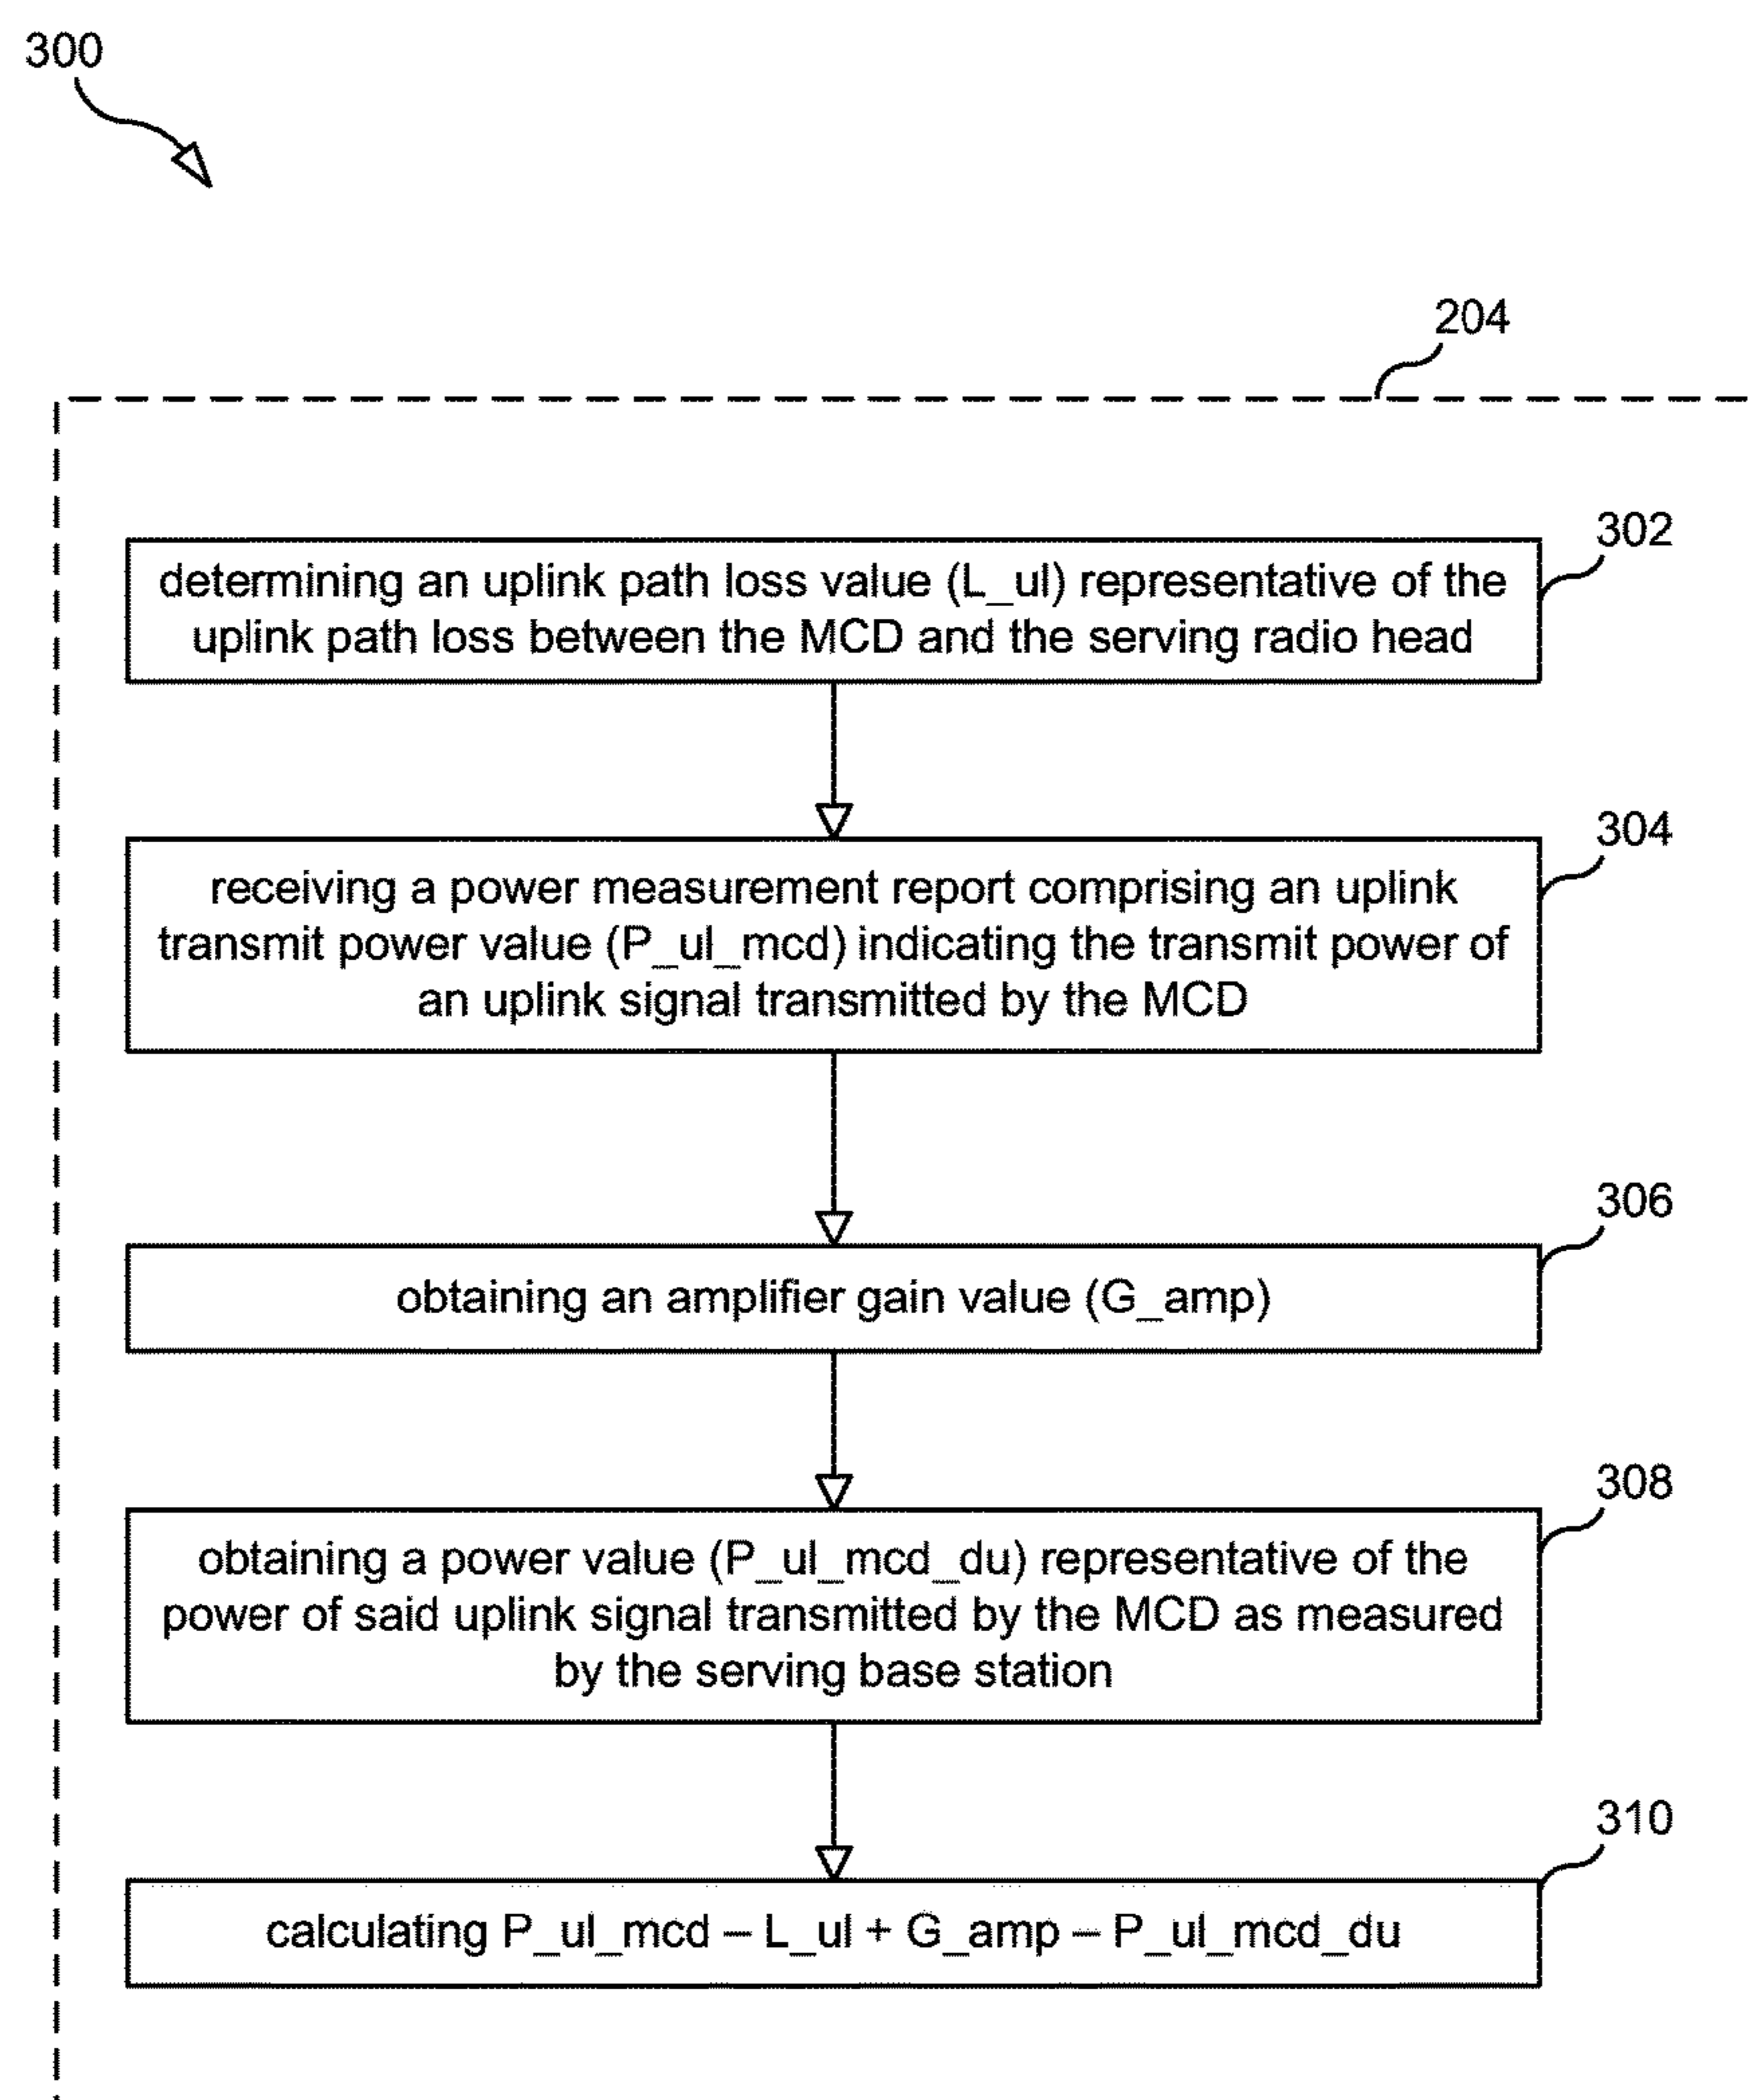 300
204
302
determining an uplink path loss value (L_ul) representative of the
uplink path loss between the MCD and the serving radio head
304
receiving a power measurement report comprising an uplink
transmit power value (P_ul_mcd) indicating the transmit power of
an uplink signal transmitted by the MCD
306
obtaining an amplifier gain value (G_amp)
308
obtaining a power value (P_ul_mcd_du) representative of the
power of said uplink signal transmitted by the MCD as measured
by the serving base station
310
calculating P_ul_mcd – L_ul + G_amp – P_ul_mcd_du